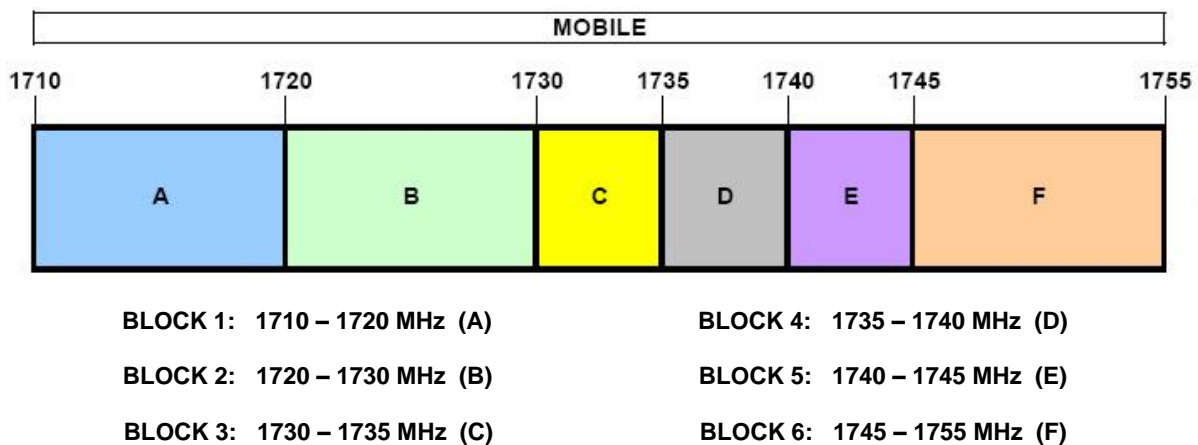 MOBILE
1710 1720 1730 1735 1740 1745 1755
A B C D E F
BLOCK 1: 1710 – 1720 MHz (A)
BLOCK 4: 1735 – 1740 MHz (D)
BLOCK 2: 1720 – 1730 MHz (B)
BLOCK 5: 1740 – 1745 MHz (E)
BLOCK 3: 1730 – 1735 MHz (C)
BLOCK 6: 1745 – 1755 MHz (F)